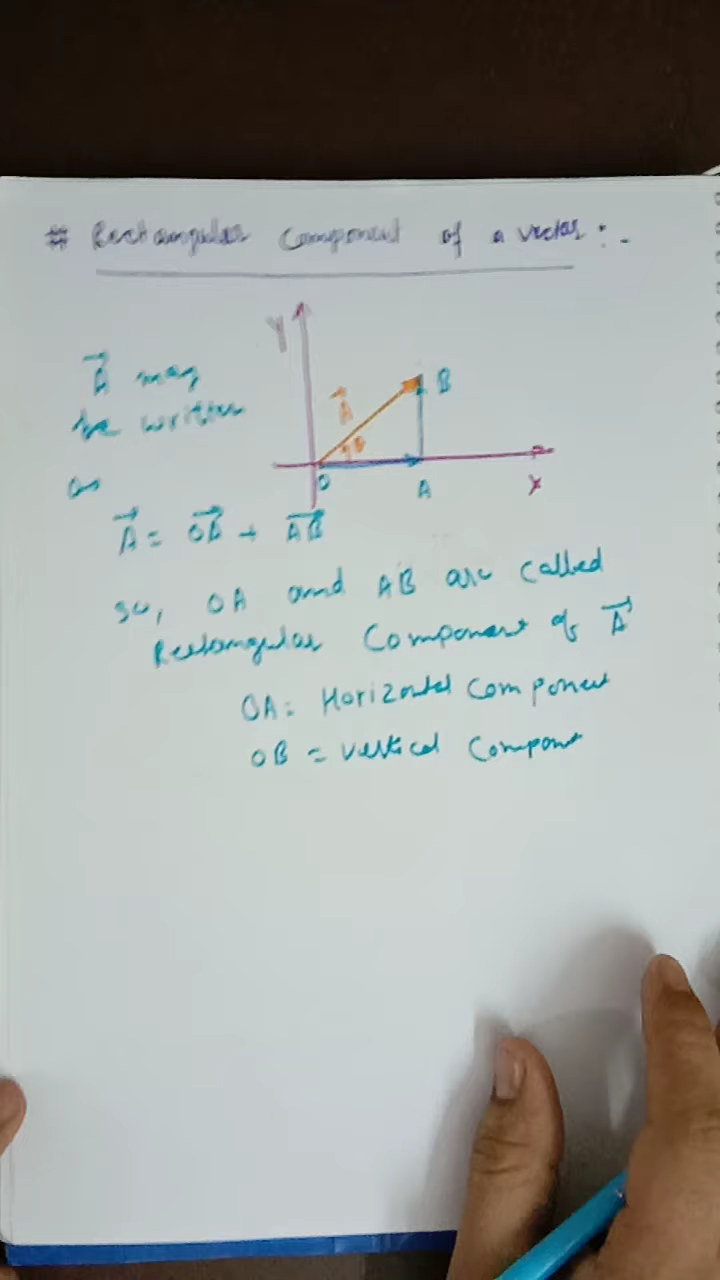 # Rectangular Component of a vector :-
Y
A⃗ may
be written
as
A⃗
θ
B
O
A
X
A⃗ = OA⃗ + AB⃗
so, OA and AB are called
Rectangular Component of A⃗
OA = Horizontal Component
OB = vertical Component